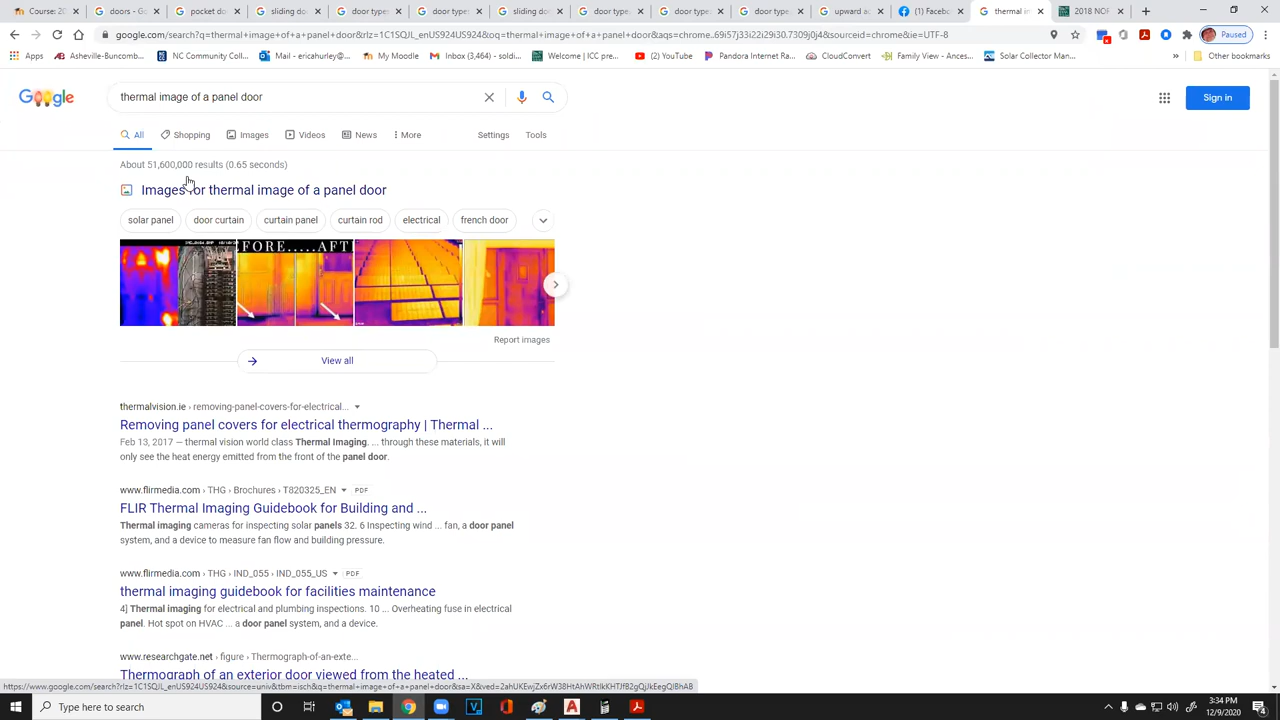 Course: 20
doors - Go
pocket do
sliding do
door type
door type
sliding do
door type
door type
door type
upward ac
(1) Facebo
thermal in
2018 NOF
google.com/search?q=thermal+image+of+a+panel+door&rlz=1C1SQJL_enUS924US924&oq=thermal+image+of+a+panel+door&aqs=chrome..69i57j33i22i29i30.7309j0j4&sourceid=chrome&ie=UTF-8
Paused
Apps
Asheville-Buncomb...
NC Community Coll...
Mail - ericahurley@...
My Moodle
Inbox (3,464) - soldi...
Welcome | ICC pre...
(2) YouTube
Pandora Internet Ra...
CloudConvert
Family View - Ances...
Solar Collector Man...
»
Other bookmarks
Google
thermal image of a panel door
Sign in
All
Shopping
Images
Videos
News
More
Settings
Tools
About 51,600,000 results (0.65 seconds)
Images for thermal image of a panel door
solar panel
door curtain
curtain panel
curtain rod
electrical
french door
EFORE.....AFT
Report images
View all
thermalvision.ie › removing-panel-covers-for-electrical...
Removing panel covers for electrical thermography | Thermal ...
Feb 13, 2017 — thermal vision world class Thermal Imaging. ... through these materials, it will
only see the heat energy emitted from the front of the panel door.
www.flirmedia.com › THG › Brochures › T820325_EN
PDF
FLIR Thermal Imaging Guidebook for Building and ...
Thermal imaging cameras for inspecting solar panels 32. 6 Inspecting wind ... fan, a door panel
system, and a device to measure fan flow and building pressure.
www.flirmedia.com › THG › IND_055 › IND_055_US
PDF
thermal imaging guidebook for facilities maintenance
4] Thermal imaging for electrical and plumbing inspections. 10 ... Overheating fuse in electrical
panel. Hot spot on HVAC ... a door panel system, and a device.
www.researchgate.net › figure › Thermograph-of-an-exte...
Thermograph of an exterior door viewed from the heated ...
Type here to search
3:34 PM
12/9/2020